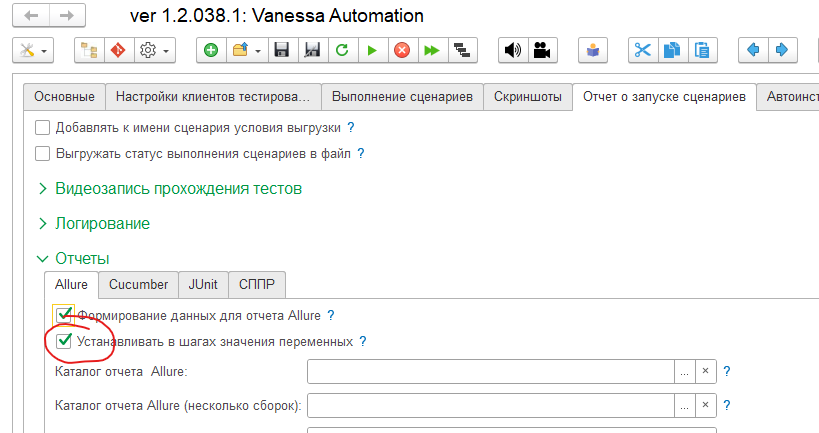 ver 1.2.038.1: Vanessa Automation
Основные Настройки клиентов тестирова... Выполнение сценариев Скриншоты Отчет о запуске сценариев Автоинст
Добавлять к имени сценария условия выгрузки ?
Выгружать статус выполнения сценариев в файл ?
Видеозапись прохождения тестов
Логирование
Отчеты
Allure Cucumber JUnit СППР
Формирование данных для отчета Allure ?
Устанавливать в шагах значения переменных ?
Каталог отчета Allure: ... × ?
Каталог отчета Allure (несколько сборок): ... × ?